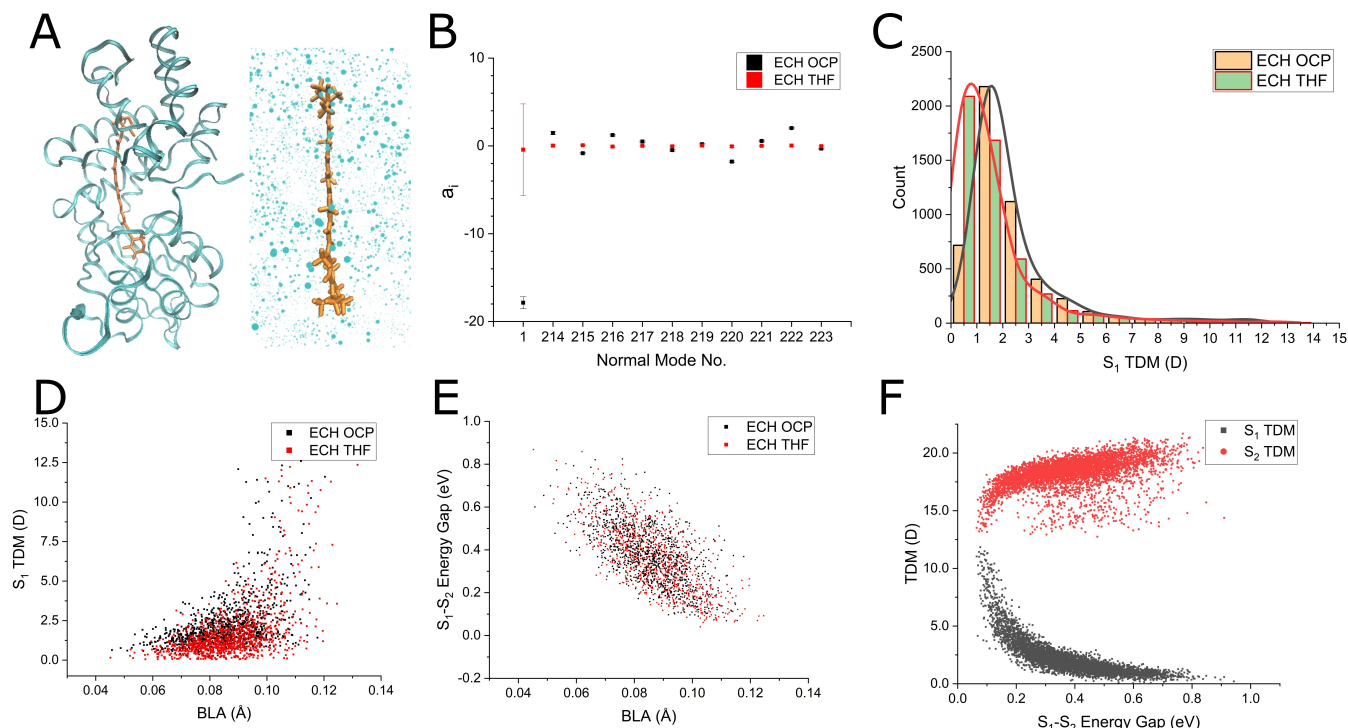 A
B
C
D
E
F
10
0
-10
-20
a_i
ECH OCP
ECH THF
1 214 215 216 217 218 219 220 221 222 223
Normal Mode No.
2500
2000
1500
1000
500
0
Count
ECH OCP
ECH THF
0 1 2 3 4 5 6 7 8 9 10 11 12 13 14 15
S₁ TDM (D)
15.0
12.5
10.0
7.5
5.0
2.5
0.0
S₁ TDM (D)
ECH OCP
ECH THF
0.04 0.06 0.08 0.10 0.12 0.14
BLA (Å)
1.0
0.8
0.6
0.4
0.2
0.0
-0.2
S₁-S₂ Energy Gap (eV)
ECH OCP
ECH THF
0.04 0.06 0.08 0.10 0.12 0.14
BLA (Å)
20.0
15.0
10.0
5.0
0.0
TDM (D)
S₁ TDM
S₂ TDM
0.0 0.2 0.4 0.6 0.8 1.0
S₁-S₂ Energy Gap (eV)